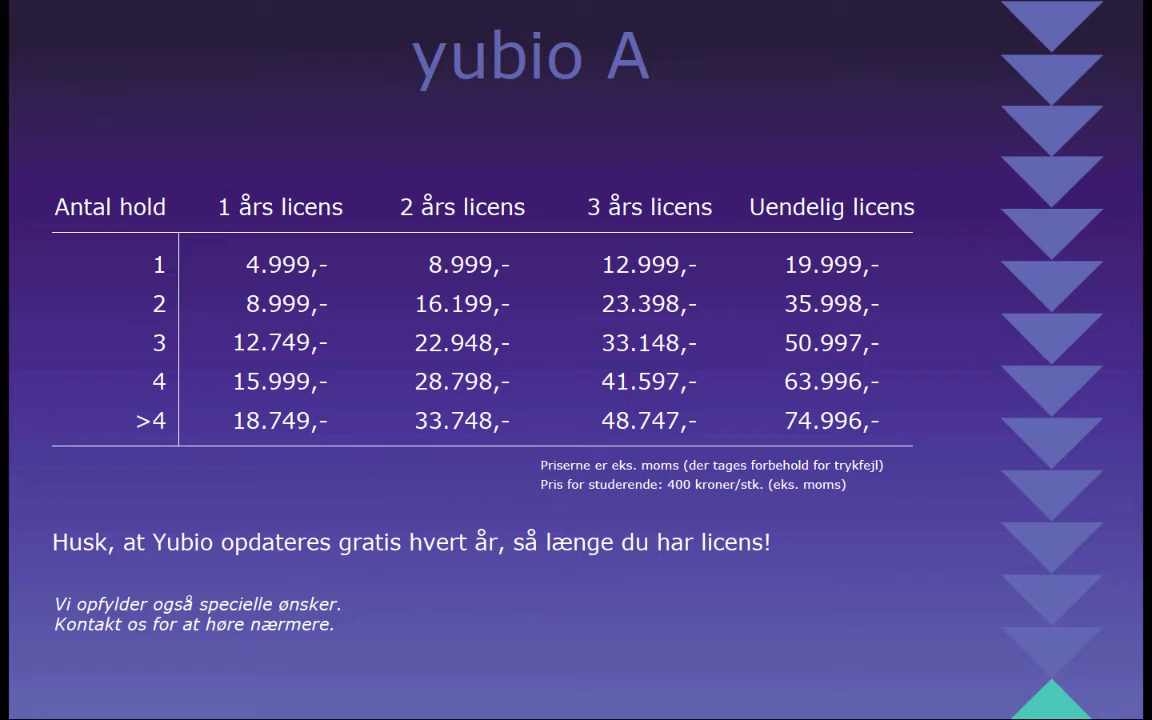 yubio A
Antal hold 1 års licens 2 års licens 3 års licens Uendelig licens
1 4.999,- 8.999,- 12.999,- 19.999,-
2 8.999,- 16.199,- 23.398,- 35.998,-
3 12.749,- 22.948,- 33.148,- 50.997,-
4 15.999,- 28.798,- 41.597,- 63.996,-
>4 18.749,- 33.748,- 48.747,- 74.996,-
Priserne er eks. moms (der tages forbehold for trykfejl)
Pris for studerende: 400 kroner/stk. (eks. moms)
Husk, at Yubio opdateres gratis hvert år, så længe du har licens!
Vi opfylder også specielle ønsker.
Kontakt os for at høre nærmere.